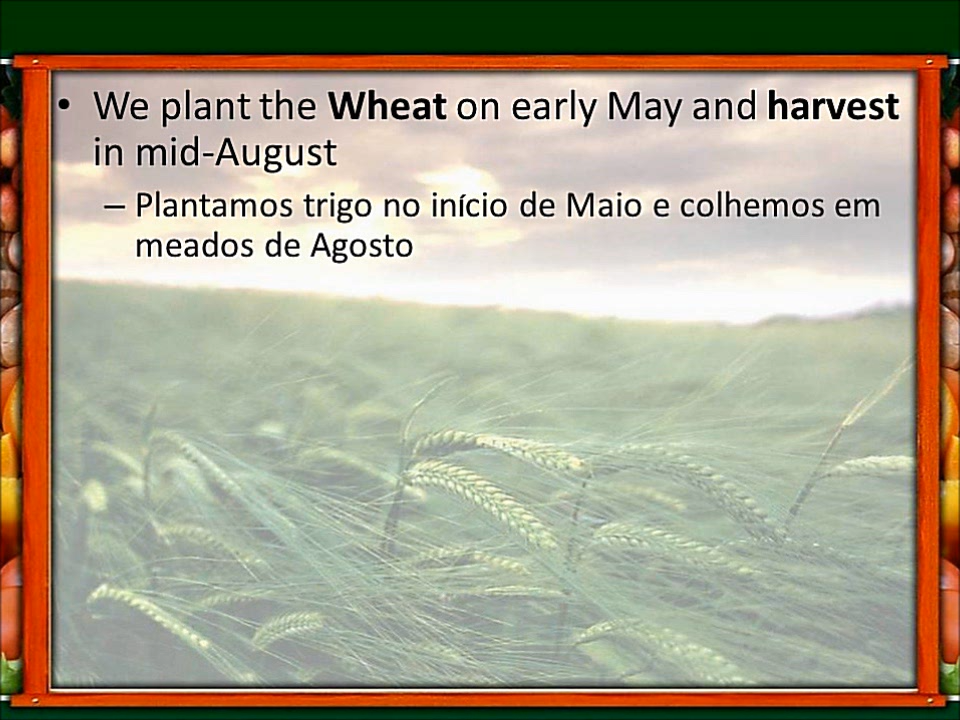 • We plant the Wheat on early May and harvest
in mid-August
– Plantamos trigo no início de Maio e colhemos em
meados de Agosto